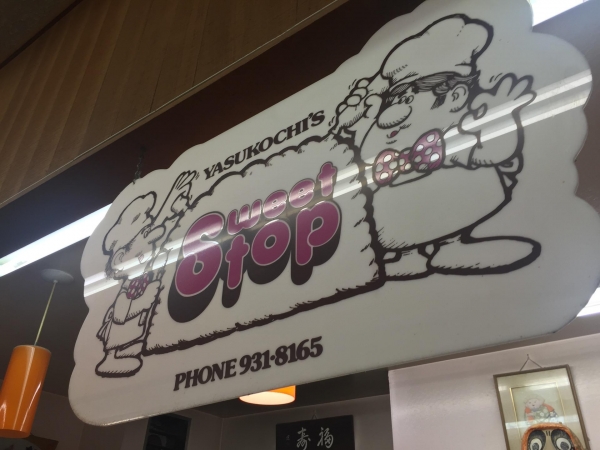 YASUKOCHI'S
Sweet
Stop
PHONE 931·8165
福寿